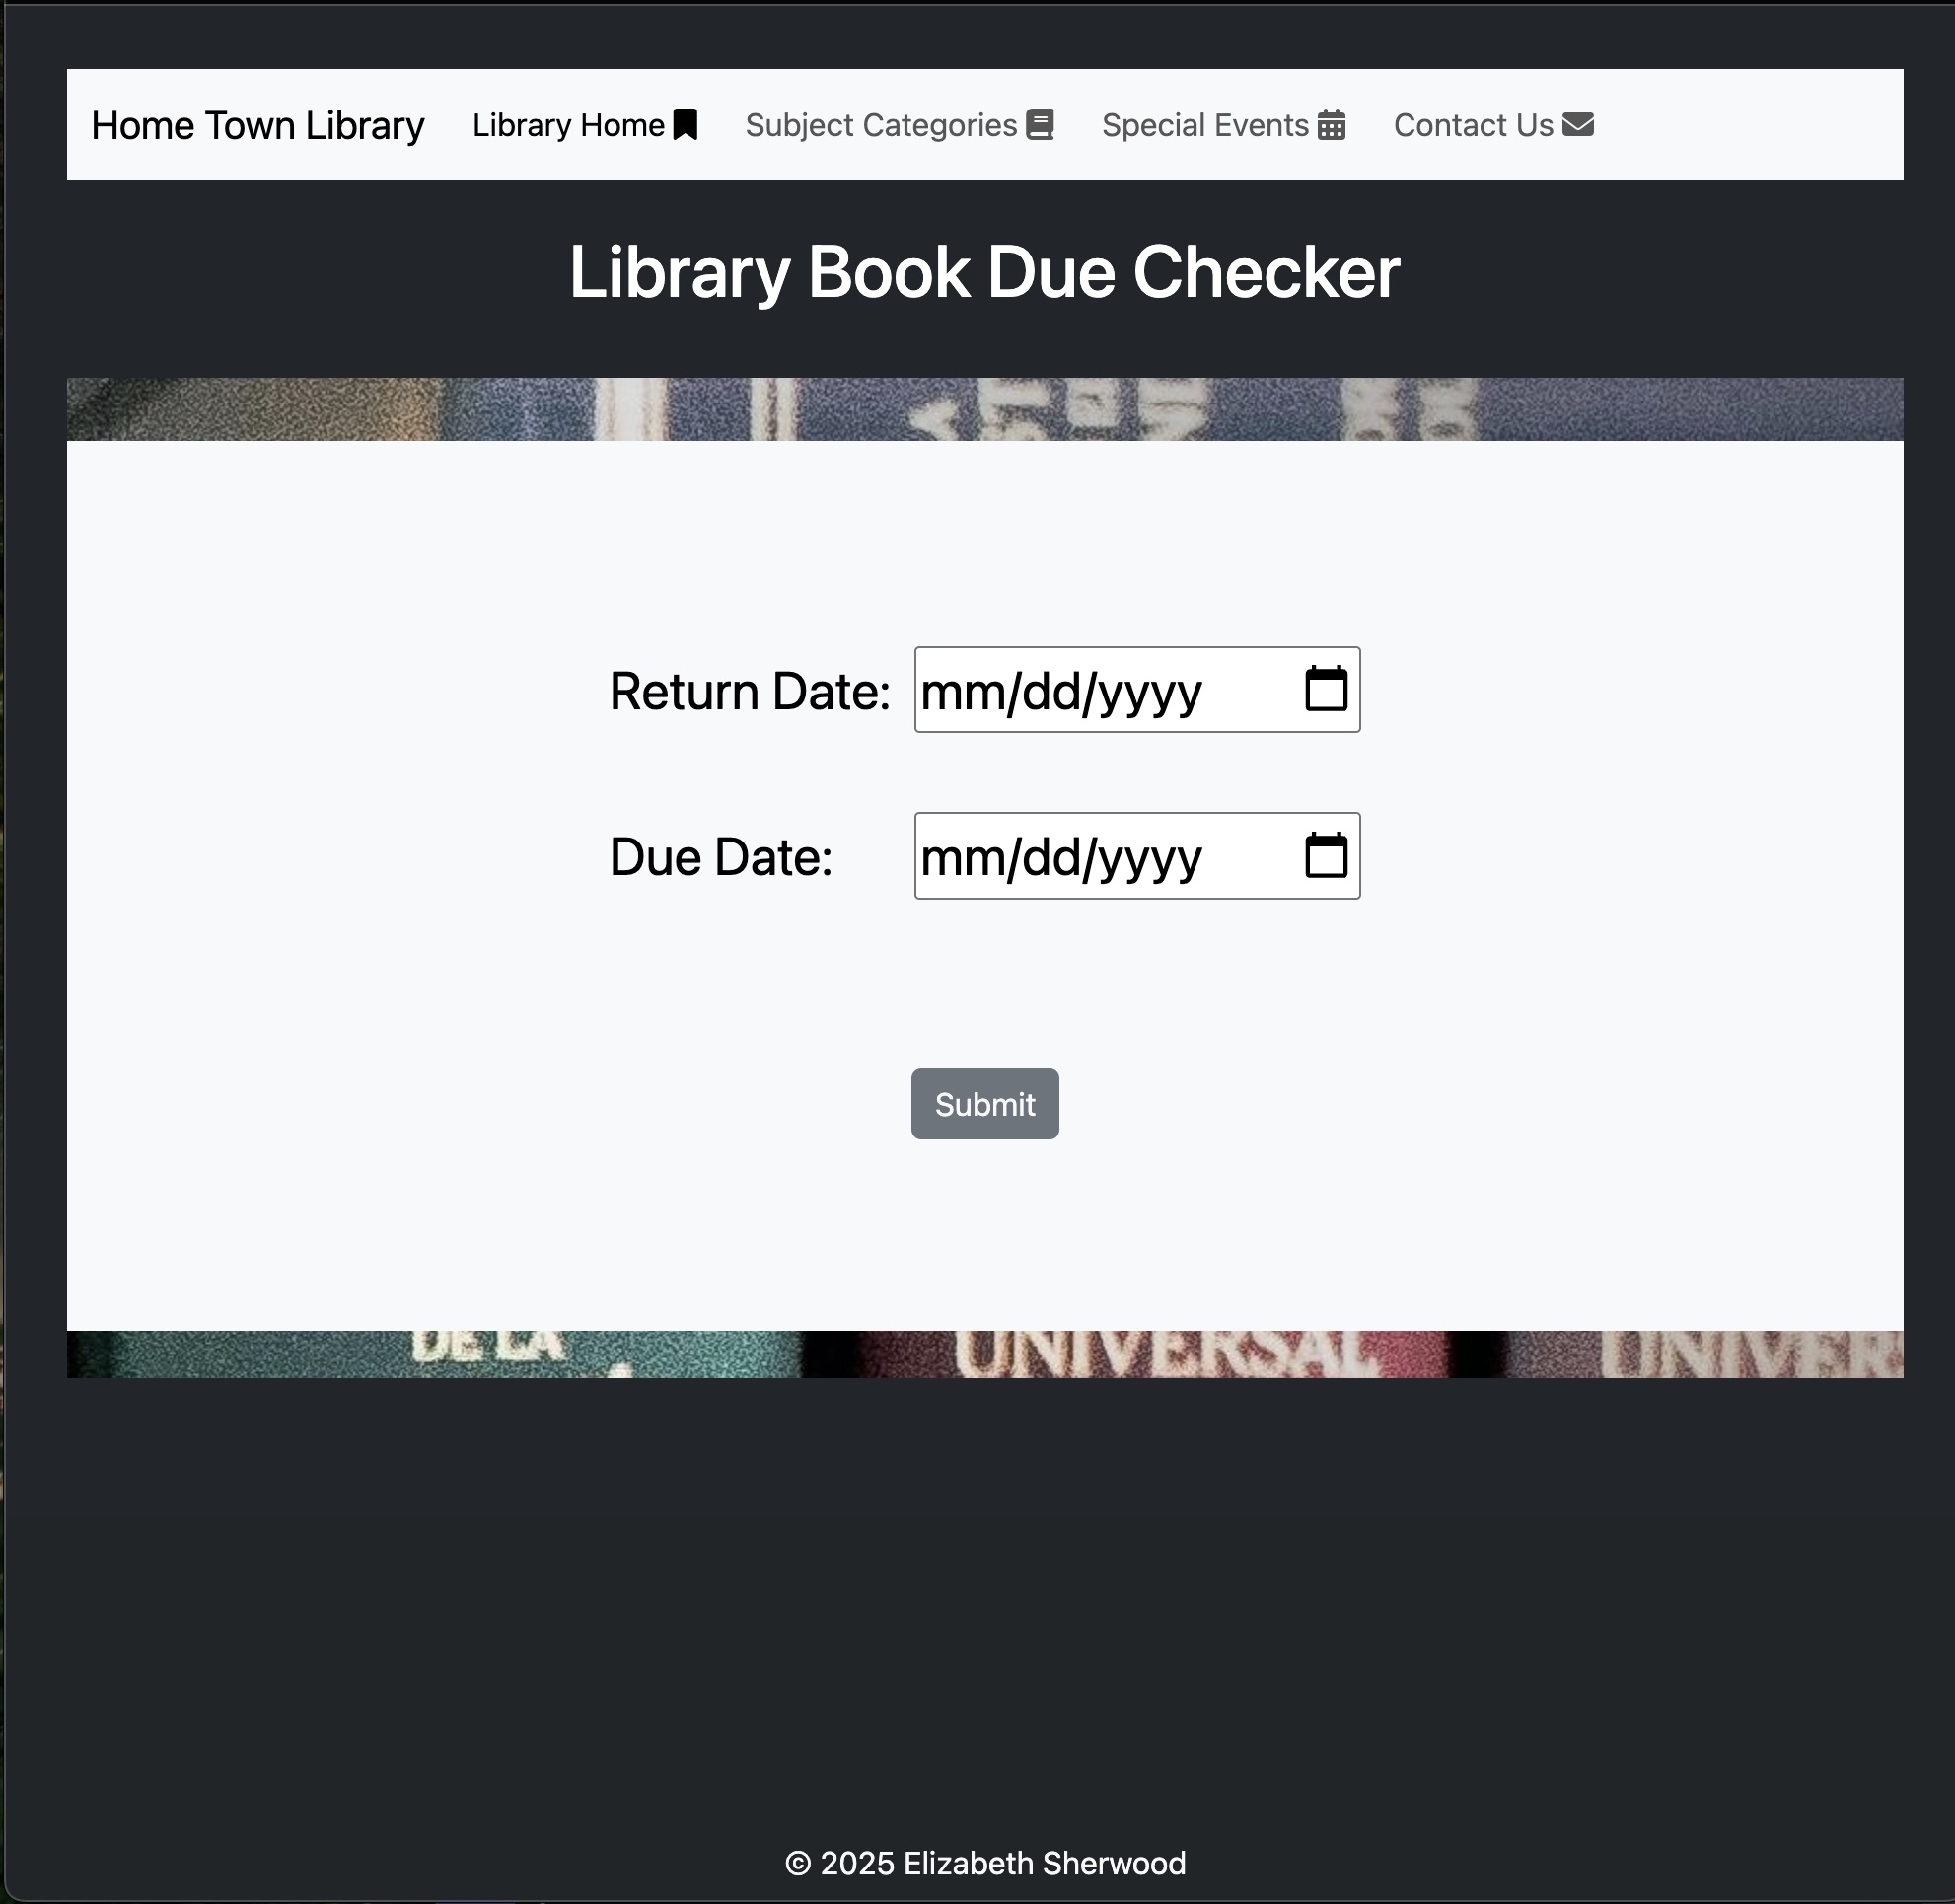 Home Town Library Library Home Subject Categories Special Events Contact Us
Library Book Due Checker
Return Date: mm/dd/yyyy
Due Date: mm/dd/yyyy
Submit
DE LA
UNIVERSAL
© 2025 Elizabeth Sherwood